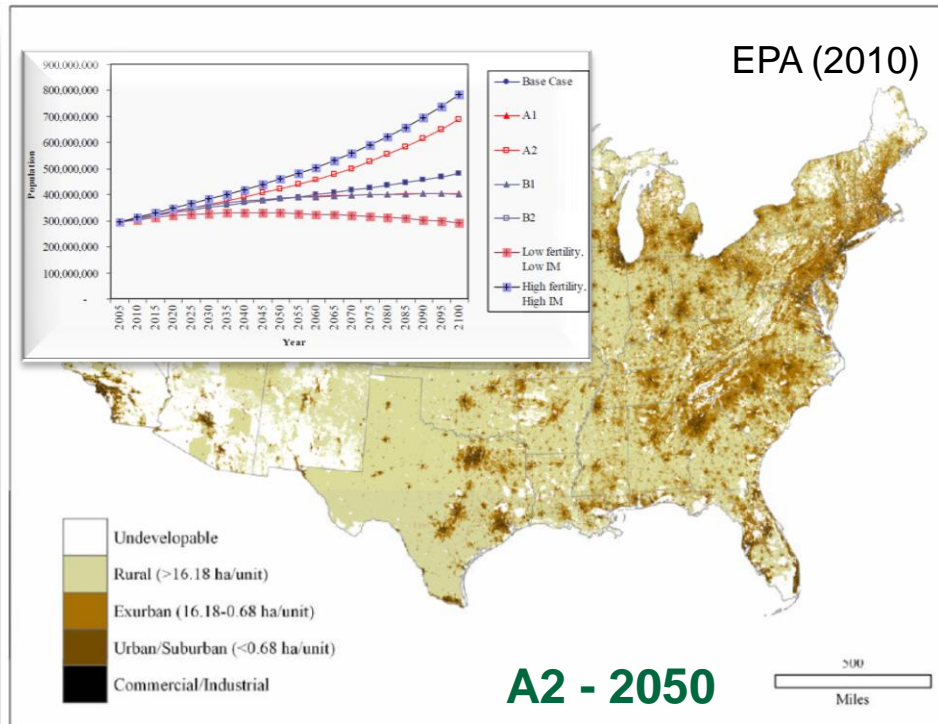 EPA (2010)
900,000,000
800,000,000
700,000,000
600,000,000
500,000,000
400,000,000
300,000,000
200,000,000
100,000,000
-
Population
2005
2010
2015
2020
2025
2030
2035
2040
2045
2050
2055
2060
2065
2070
2075
2080
2085
2090
2095
2100
Year
Base Case
A1
A2
B1
B2
Low fertility,
Low IM
High fertility,
High IM
Undevelopable
Rural (>16.18 ha/unit)
Exurban (16.18-0.68 ha/unit)
Urban/Suburban (<0.68 ha/unit)
Commercial/Industrial
A2 - 2050
500
Miles